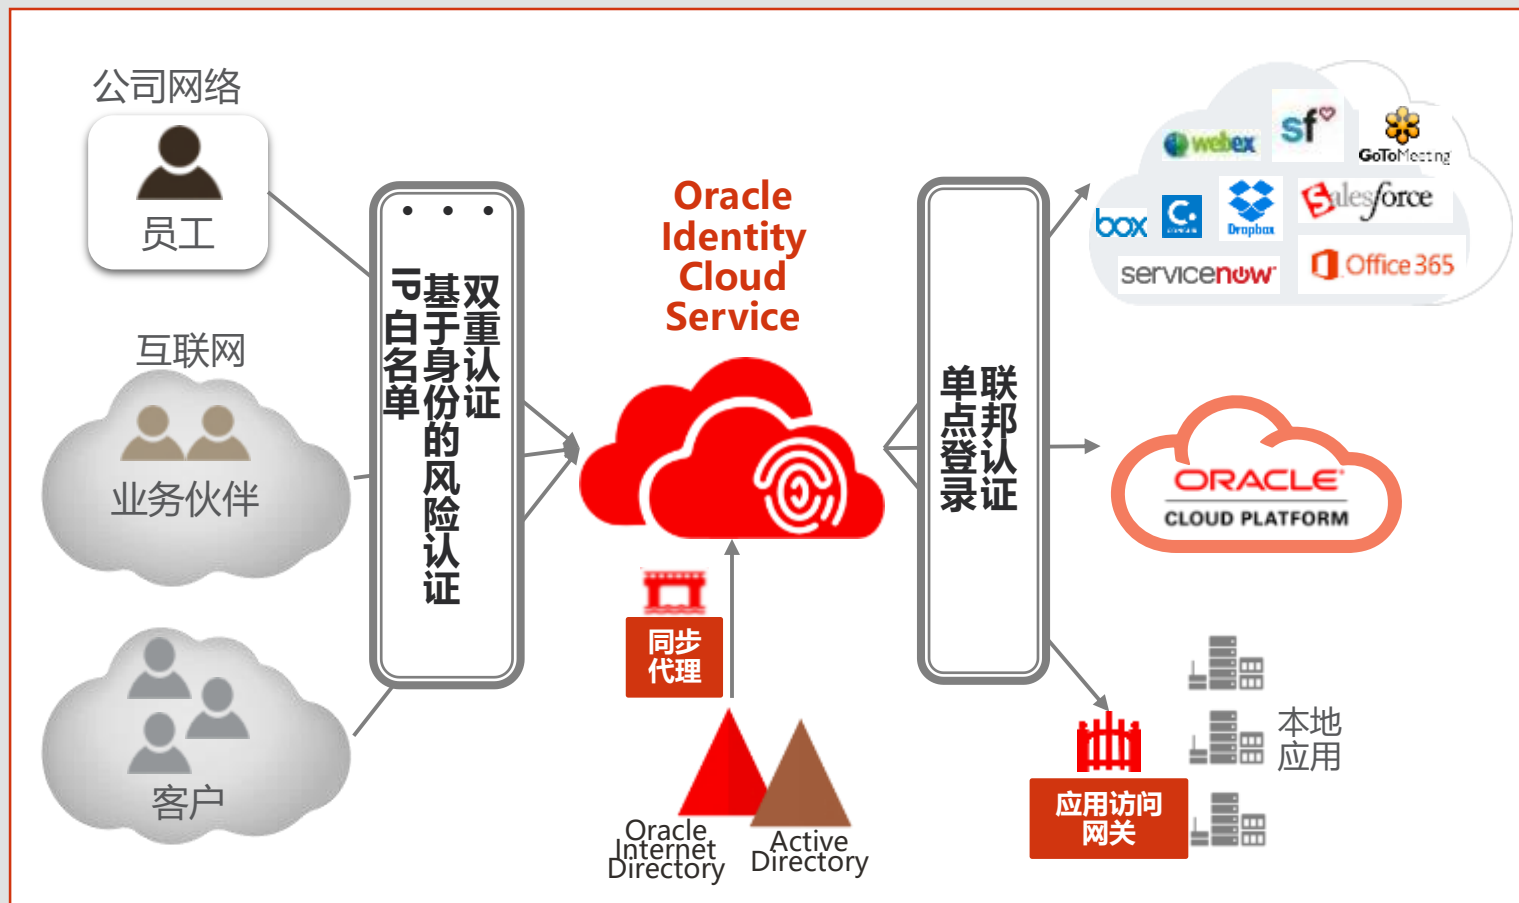 公司网络
员工
互联网
业务伙伴
客户
双重认证
基于身份的风险认证
IP白名单
Oracle
Identity
Cloud
Service
同步
代理
Oracle
Internet
Directory
Active
Directory
联邦认证
单点登录
webex
sf
GoToMeeting
box
C.
Dropbox
Salesforce
servicenow
Office 365
ORACLE
CLOUD PLATFORM
应用访问
网关
本地
应用